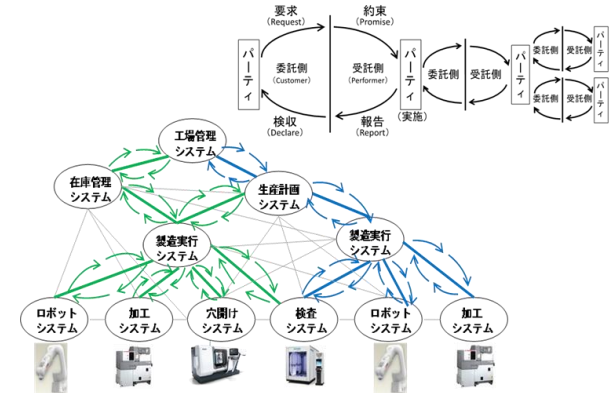 要求
(Request)
約束
(Promise)
パーティ
委託側
(Customer)
受託側
(Performer)
パーティ
(実施)
検収
(Declare)
報告
(Report)
委託側
受託側
パーティ
委託側
受託側
パーティ
委託側
受託側
パーティ
工場管理
システム
在庫管理
システム
生産計画
システム
製造実行
システム
製造実行
システム
ロボット
システム
加工
システム
穴開け
システム
検査
システム
ロボット
システム
加工
システム